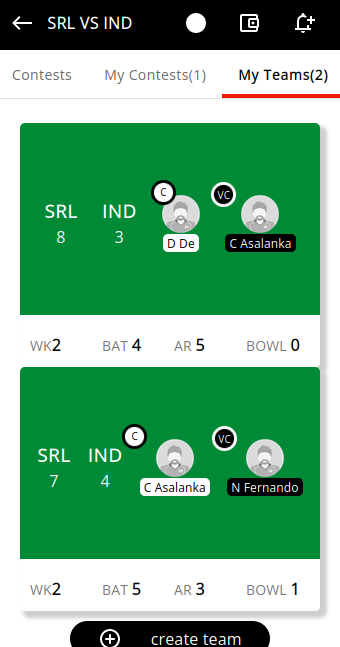 SRL VS IND
Contests My Contests(1) My Teams(2)
C VC
SRL IND
8 3
D De C Asalanka
WK2 BAT 4 AR 5 BOWL 0
C VC
SRL IND
7 4
C Asalanka N Fernando
WK2 BAT 5 AR 3 BOWL 1
create team